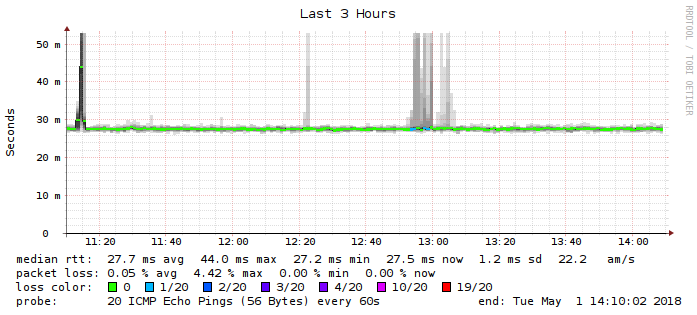 Last 3 Hours
RRDTOOL / TOBI OETIKER
Seconds
50 m
40 m
30 m
20 m
10 m
0
11:20 11:40 12:00 12:20 12:40 13:00 13:20 13:40 14:00
median rtt: 27.7 ms avg 44.0 ms max 27.2 ms min 27.5 ms now 1.2 ms sd 22.2 am/s
packet loss: 0.05 % avg 4.42 % max 0.00 % min 0.00 % now
loss color: 0 1/20 2/20 3/20 4/20 10/20 19/20
probe: 20 ICMP Echo Pings (56 Bytes) every 60s end: Tue May 1 14:10:02 2018